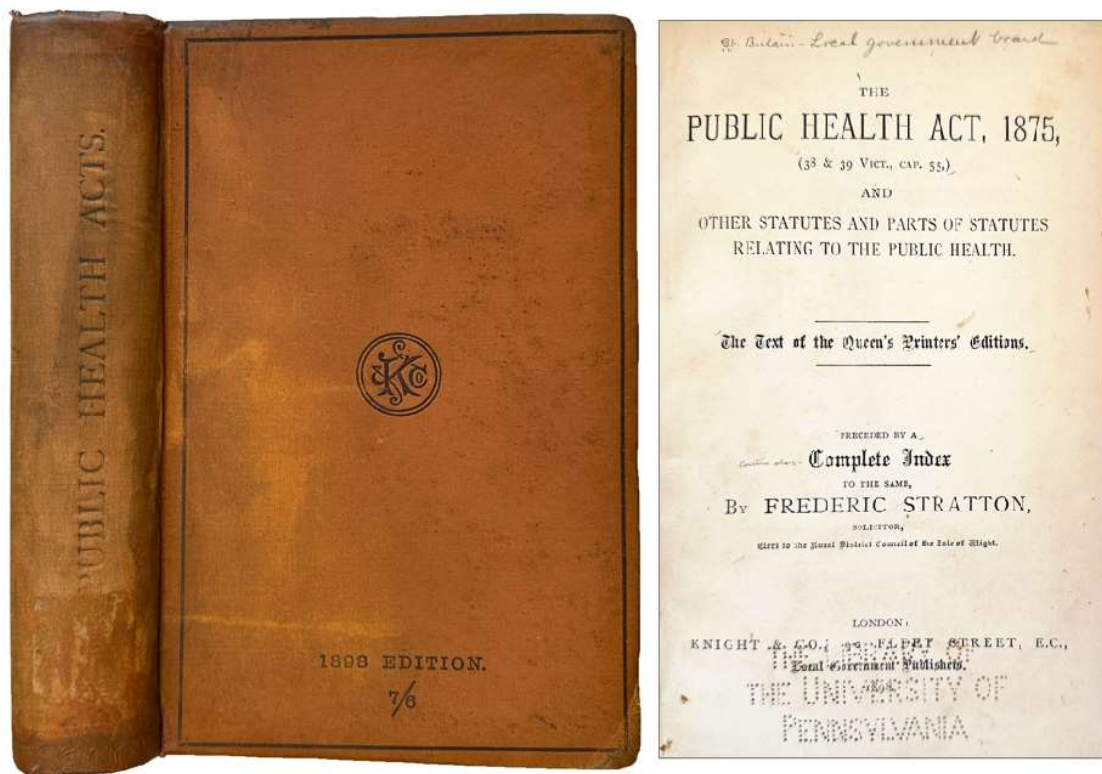 PUBLIC HEALTH ACTS.
K & Co
1898 EDITION.
7/6
Gt. Britain - Local government board
THE
PUBLIC HEALTH ACT, 1875,
(38 & 39 VICT., CAP. 55,)
AND
OTHER STATUTES AND PARTS OF STATUTES
RELATING TO THE PUBLIC HEALTH.
The Text of the Queen's Printers' Editions.
PRECEDED BY A
Complete Index
TO THE SAME,
BY FREDERIC STRATTON,
SOLICITOR,
Clerk to the Rural District Council of the Isle of Wight.
LONDON:
KNIGHT & CO., FLEET STREET, E.C.,
Local Government Publishers.
1898
THE LIBRARY OF
THE UNIVERSITY OF
PENNSYLVANIA